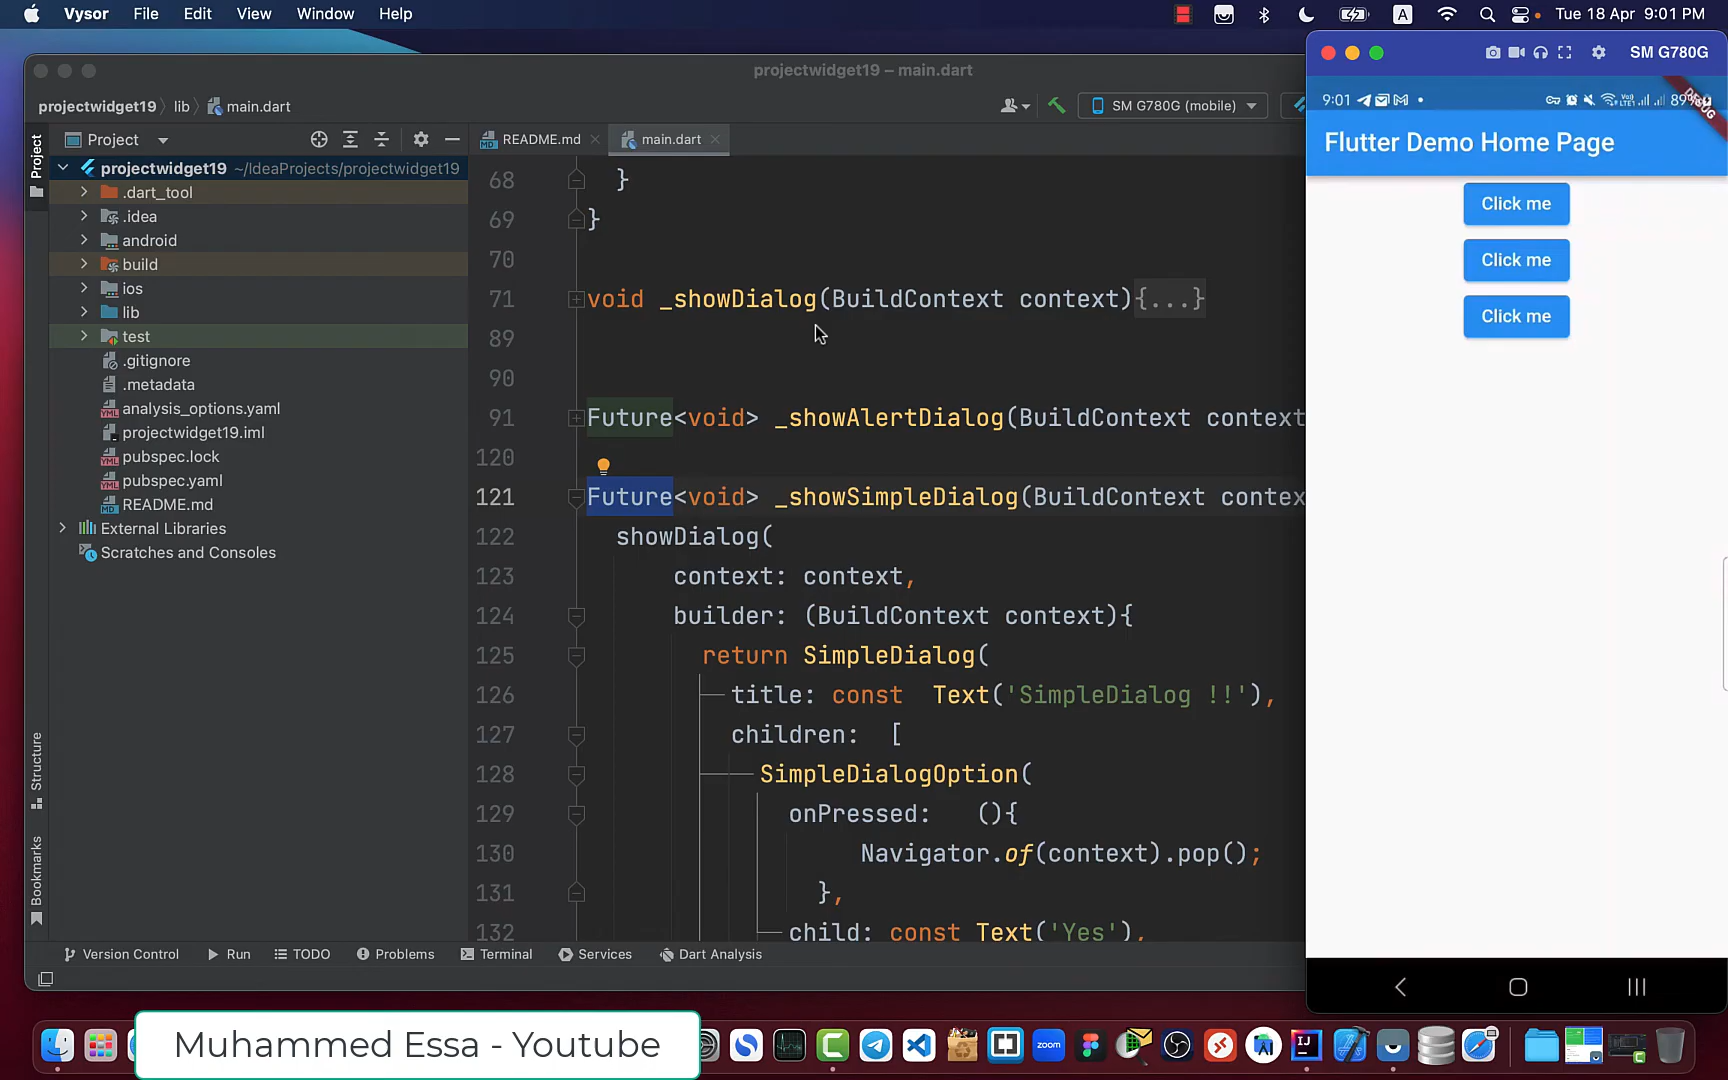 Vysor File Edit View Window Help
A
Tue 18 Apr 9:01 PM
projectwidget19 – main.dart
projectwidget19 lib main.dart
SM G780G (mobile)
Project
README.md
main.dart
Project
projectwidget19 ~/IdeaProjects/projectwidget19
.dart_tool
.idea
android
build
ios
lib
test
.gitignore
.metadata
analysis_options.yaml
projectwidget19.iml
pubspec.lock
pubspec.yaml
README.md
External Libraries
Scratches and Consoles
Structure
Bookmarks
68 }
69 }
70
71 void _showDialog(BuildContext context){...}
89
90
91 Future<void> _showAlertDialog(BuildContext context
120
121 Future<void> _showSimpleDialog(BuildContext contex
122 showDialog(
123 context: context,
124 builder: (BuildContext context){
125 return SimpleDialog(
126 title: const Text('SimpleDialog !!'),
127 children: [
128 SimpleDialogOption(
129 onPressed: (){
130 Navigator.of(context).pop();
131 },
132 child: const Text('Yes'),
Version Control Run TODO Problems Terminal Services Dart Analysis
SM G780G
9:01
89%
DEBUG
Flutter Demo Home Page
Click me
Click me
Click me
Muhammed Essa - Youtube
zoom
IJ